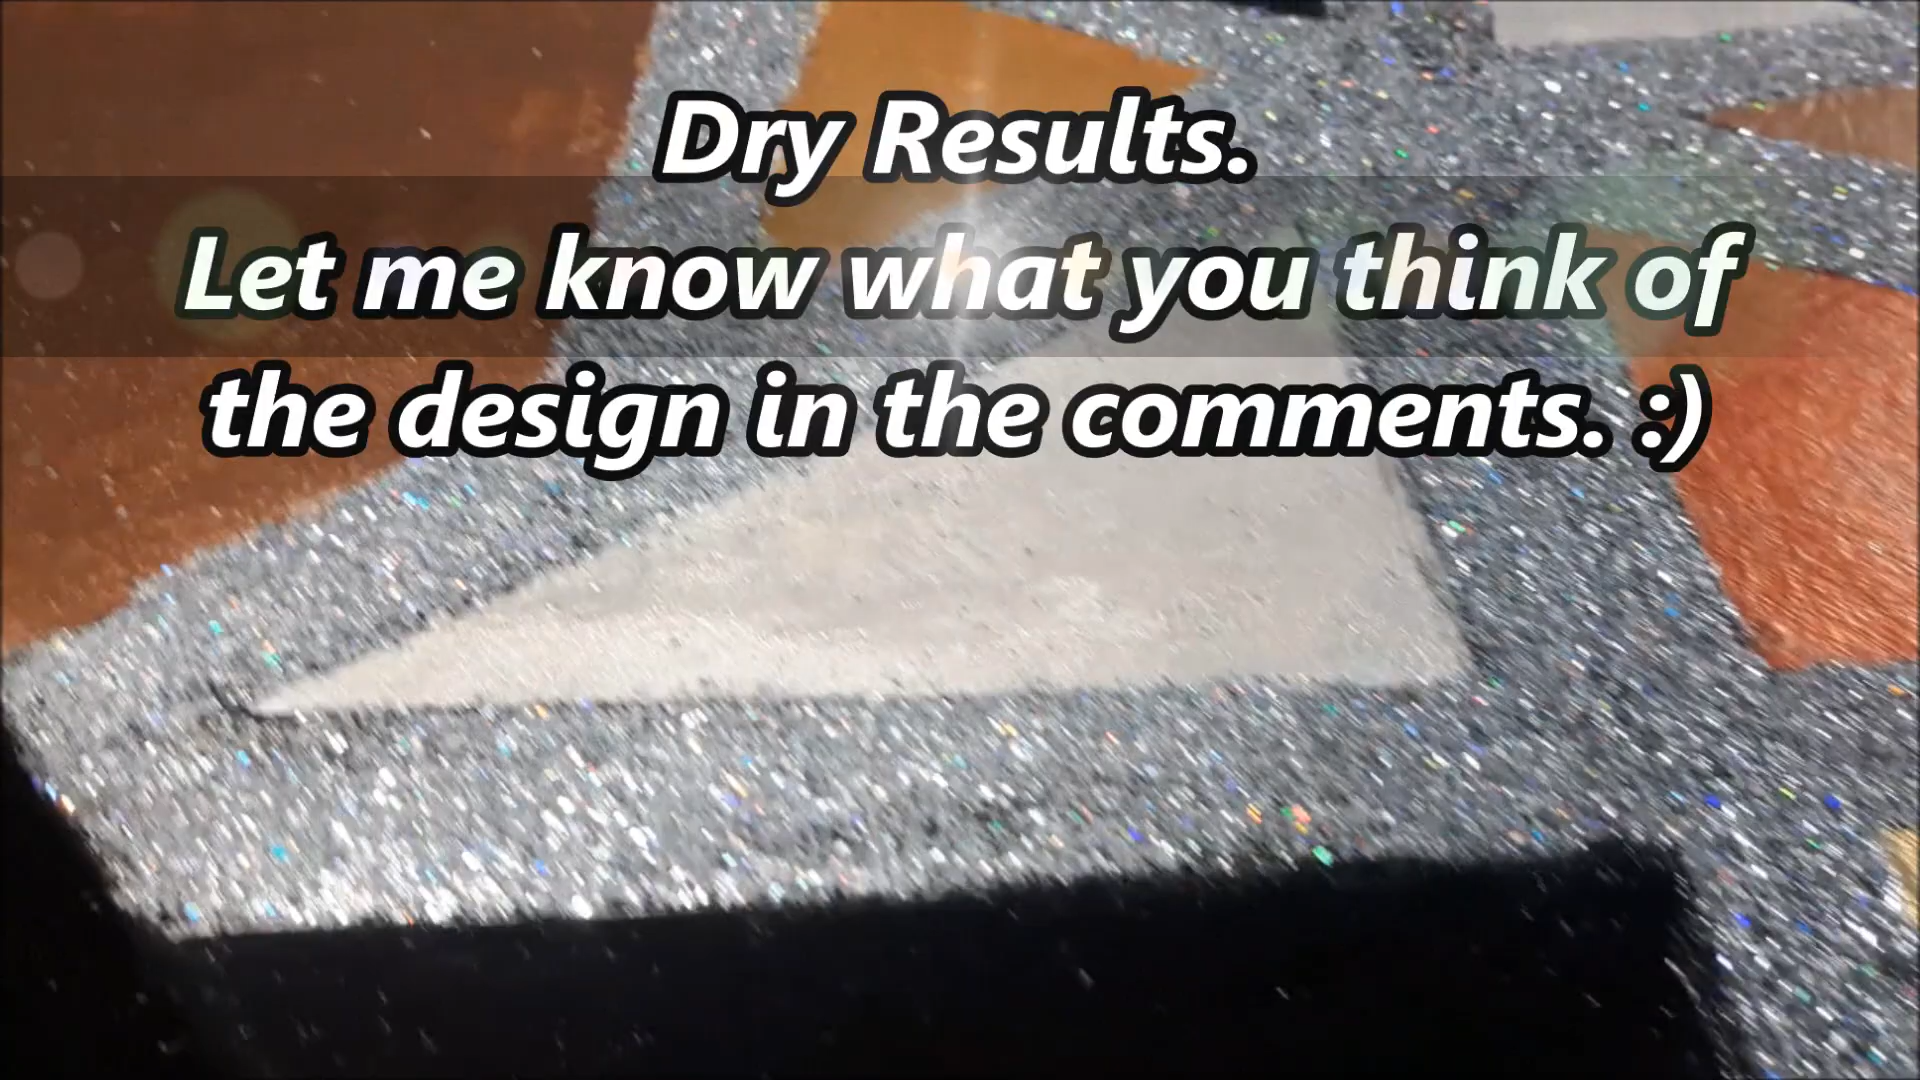 Dry Results.
Let me know what you think of
the design in the comments. :)